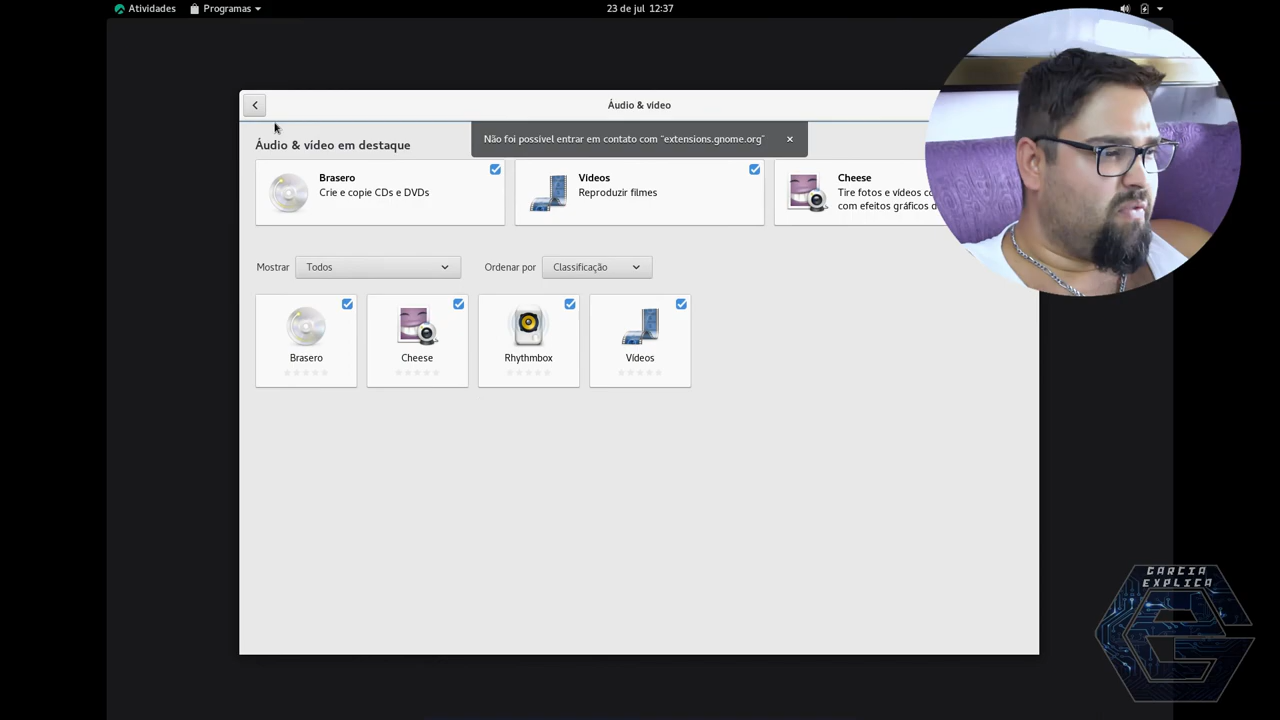 Atividades
Programas
23 de jul 12:37
Áudio & vídeo
Não foi possível entrar em contato com "extensions.gnome.org"
Áudio & vídeo em destaque
Brasero
Crie e copie CDs e DVDs
Vídeos
Reproduzir filmes
Cheese
Tire fotos e vídeos co
com efeitos gráficos d
Mostrar
Todos
Ordenar por
Classificação
Brasero
Cheese
Rhythmbox
Vídeos
GARCIA
EXPLICA